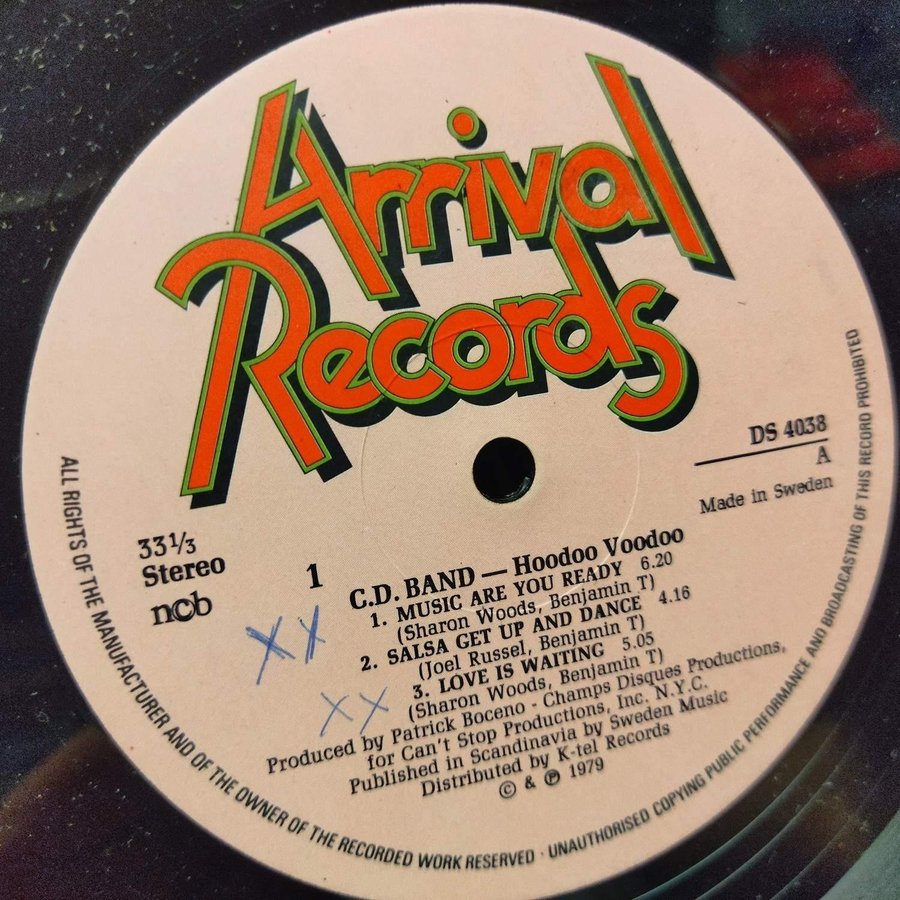 Arrival
Records
DS 4038
A
Made in Sweden
33 1/3
Stereo
ncb
1
C.D. BAND — Hoodoo Voodoo
1. MUSIC ARE YOU READY 6.20
(Sharon Woods, Benjamin T)
2. SALSA GET UP AND DANCE 4.16
(Joel Russel, Benjamin T)
3. LOVE IS WAITING 5.05
(Sharon Woods, Benjamin T)
Produced by Patrick Boceno - Champs Disques Productions,
for Can't Stop Productions, Inc. N.Y.C.
Published in Scandinavia by Sweden Music
Distributed by K-tel Records
© & ℗ 1979
XX
XX
ALL RIGHTS OF THE MANUFACTURER AND OF THE OWNER OF THE RECORDED WORK RESERVED · UNAUTHORISED COPYING PUBLIC PERFORMANCE AND BROADCASTING OF THIS RECORD PROHIBITED